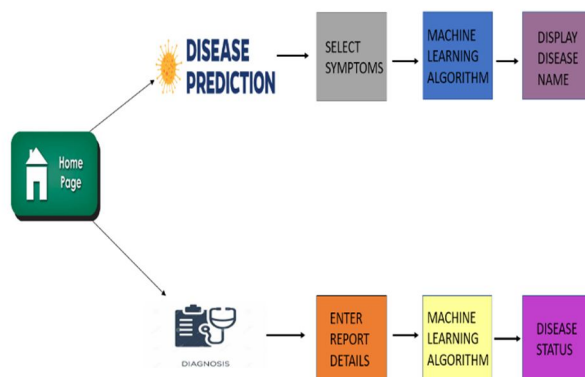 DISEASE
PREDICTION
SELECT
SYMPTOMS
MACHINE
LEARNING
ALGORITHM
DISPLAY
DISEASE
NAME
Home
Page
DIAGNOSIS
ENTER
REPORT
DETAILS
MACHINE
LEARNING
ALGORITHM
DISEASE
STATUS